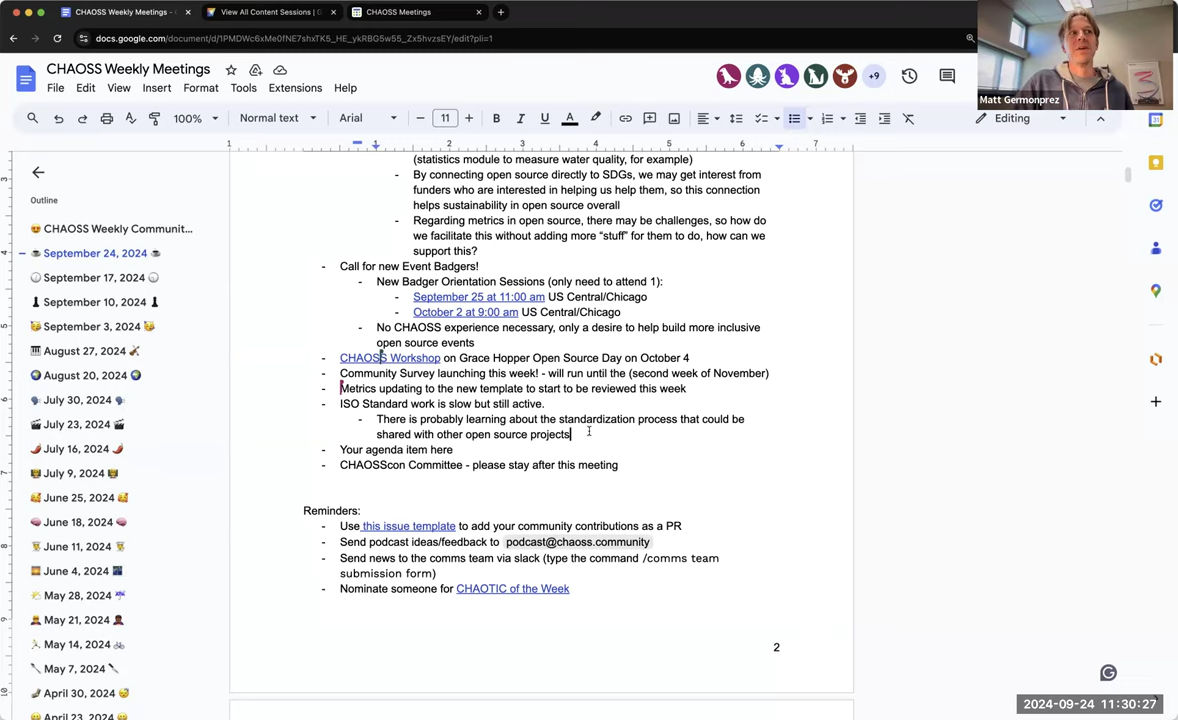 CHAOSS Weekly Meetings -
View All Content Sessions |
CHAOSS Meetings
docs.google.com/document/d/1PMDWc6xMe0fNE7shxTK5_HE_ykRBG5w55_Zx5hvzsEY/edit?pli=1
CHAOSS Weekly Meetings
File Edit View Insert Format Tools Extensions Help
+9
Matt Germonprez
100% Normal text Arial 11 B I U A Editing
1 1 2 3 4 5 6 7
Outline
😍 CHAOSS Weekly Communit...
☕ September 24, 2024 ☕
September 17, 2024
September 10, 2024
🥳 September 3, 2024 🥳
🎹 August 27, 2024 🎻
🌎 August 20, 2024 🌎
July 30, 2024
🎬 July 23, 2024 🎬
🌶️ July 16, 2024 🌶️
July 9, 2024
🥰 June 25, 2024 🥰
🧠 June 18, 2024 🧠
June 11, 2024
June 4, 2024
May 28, 2024
May 21, 2024
May 14, 2024
May 7, 2024
April 30, 2024
April 23, 2024
(statistics module to measure water quality, for example)
- By connecting open source directly to SDGs, we may get interest from
funders who are interested in helping us help them, so this connection
helps sustainability in open source overall
- Regarding metrics in open source, there may be challenges, so how do
we facilitate this without adding more “stuff” for them to do, how can we
support this?
- Call for new Event Badgers!
- New Badger Orientation Sessions (only need to attend 1):
- September 25 at 11:00 am US Central/Chicago
- October 2 at 9:00 am US Central/Chicago
- No CHAOSS experience necessary, only a desire to help build more inclusive
open source events
- CHAOSS Workshop on Grace Hopper Open Source Day on October 4
- Community Survey launching this week! - will run until the (second week of November)
- Metrics updating to the new template to start to be reviewed this week
- ISO Standard work is slow but still active.
- There is probably learning about the standardization process that could be
shared with other open source projects
- Your agenda item here
- CHAOSScon Committee - please stay after this meeting
Reminders:
- Use this issue template to add your community contributions as a PR
- Send podcast ideas/feedback to podcast@chaoss.community
- Send news to the comms team via slack (type the command /comms team
submission form)
- Nominate someone for CHAOTIC of the Week
2
2024-09-24 11:30:27